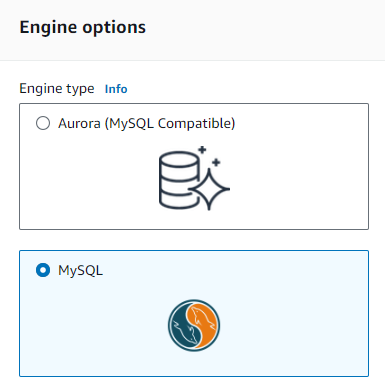 Engine options
Engine type Info
Aurora (MySQL Compatible)
MySQL